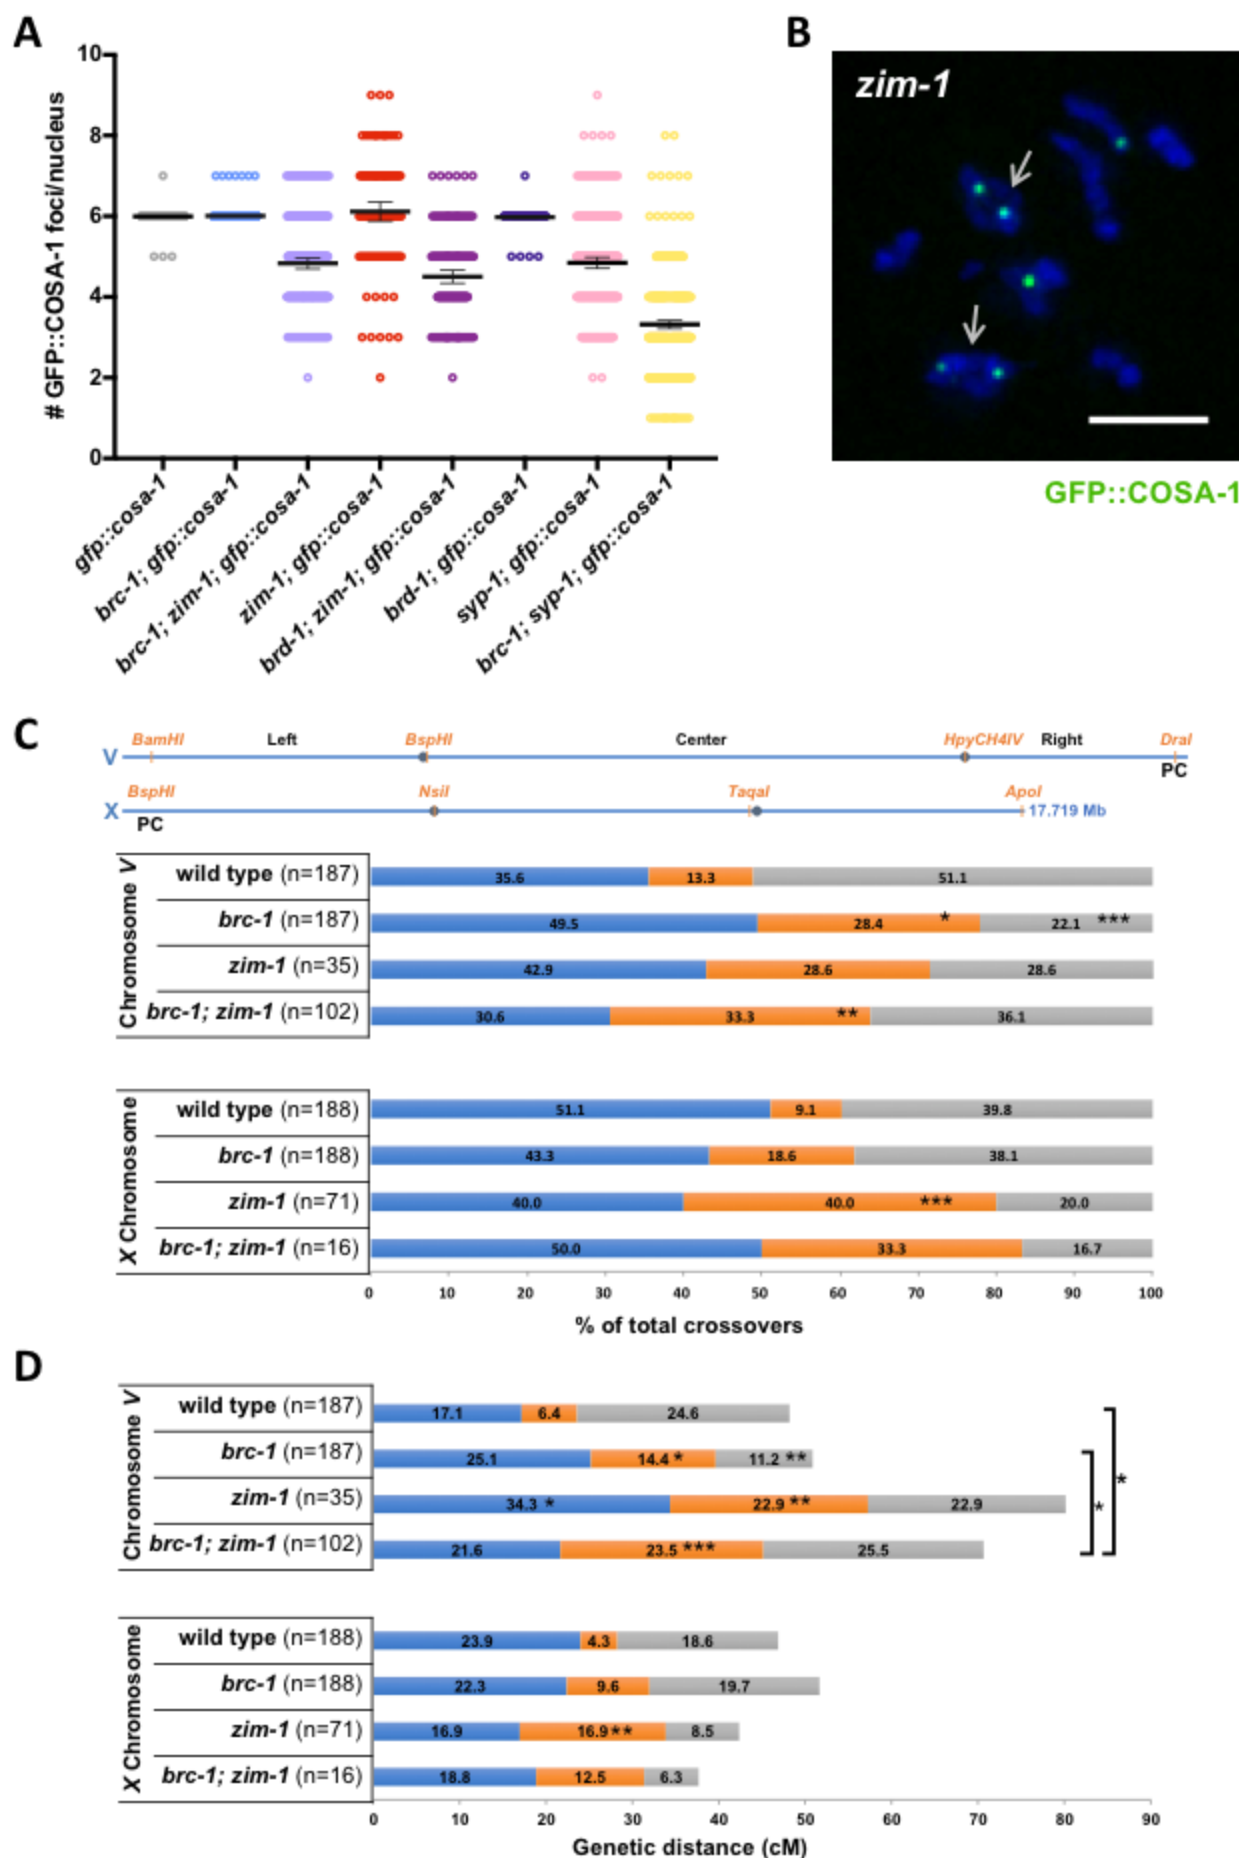 A
# GFP::COSA-1 foci/nucleus
10
8
6
4
2
0
gfp::cosa-1
brc-1; gfp::cosa-1
brc-1; zim-1; gfp::cosa-1
zim-1; gfp::cosa-1
brd-1; zim-1; gfp::cosa-1
brd-1; gfp::cosa-1
syp-1; gfp::cosa-1
brc-1; syp-1; gfp::cosa-1
B
zim-1
GFP::COSA-1
C
BamHI Left BspHI Center HpyCH4IV Right DraI
V
PC
BspHI NsiI TaqaI ApoI
X 17.719 Mb
PC
Chromosome V
wild type (n=187) 35.6 13.3 51.1
brc-1 (n=187) 49.5 28.4 * 22.1 ***
zim-1 (n=35) 42.9 28.6 28.6
brc-1; zim-1 (n=102) 30.6 33.3 ** 36.1
X Chromosome
wild type (n=188) 51.1 9.1 39.8
brc-1 (n=188) 43.3 18.6 38.1
zim-1 (n=71) 40.0 40.0 *** 20.0
brc-1; zim-1 (n=16) 50.0 33.3 16.7
0 10 20 30 40 50 60 70 80 90 100
% of total crossovers
D
Chromosome V
wild type (n=187) 17.1 6.4 24.6
brc-1 (n=187) 25.1 14.4 * 11.2 **
zim-1 (n=35) 34.3 * 22.9 ** 22.9
brc-1; zim-1 (n=102) 21.6 23.5 *** 25.5
* *
X Chromosome
wild type (n=188) 23.9 4.3 18.6
brc-1 (n=188) 22.3 9.6 19.7
zim-1 (n=71) 16.9 16.9 ** 8.5
brc-1; zim-1 (n=16) 18.8 12.5 6.3
0 10 20 30 40 50 60 70 80 90
Genetic distance (cM)